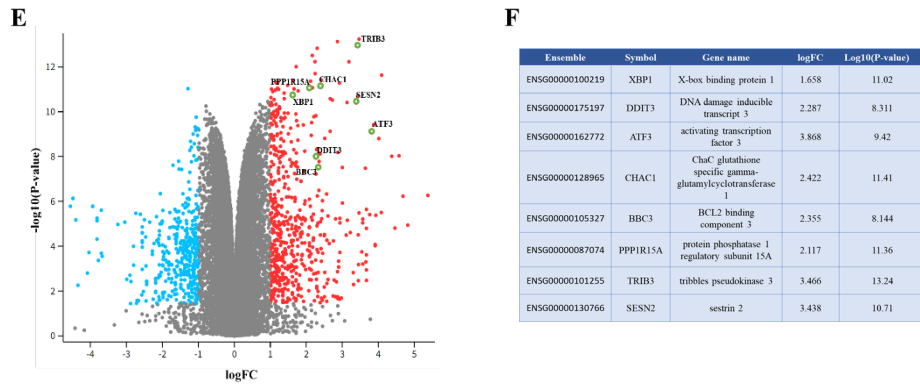 E
F
12
10
8
6
4
2
0
-4
-3
-2
-1
0
1
2
3
4
5
-log10(P-value)
logFC
TRIB3
PPP1R15A
CHAC1
XBP1
SESN2
ATF3
DDIT3
BBC3
Ensemble Symbol Gene name logFC Log10(P-value)
ENSG00000100219 XBP1 X-box binding protein 1 1.658 11.02
DNA damage inducible
ENSG00000175197 DDIT3 2.287 8.311
transcript 3
activating transcription
ENSG00000162772 ATF3 3.868 9.42
factor 3
ChaC glutathione
specific gamma-
ENSG00000128965 CHAC1 2.422 11.41
glutamylcyclotransferase
1
BCL2 binding
ENSG00000105327 BBC3 2.355 8.144
component 3
protein phosphatase 1
ENSG00000087074 PPP1R15A 2.117 11.36
regulatory subunit 15A
ENSG00000101255 TRIB3 tribbles pseudokinase 3 3.466 13.24
ENSG00000130766 SESN2 sestrin 2 3.438 10.71